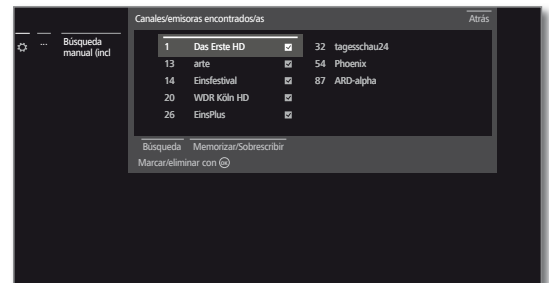 Canales/emisoras encontrados/as Atrás
... Búsqueda manual (incl
1 Das Erste HD
13 arte
14 Einsfestival
20 WDR Köln HD
26 EinsPlus
32 tagesschau24
54 Phoenix
87 ARD-alpha
Búsqueda Memorizar/Sobrescribir
Marcar/eliminar con OK